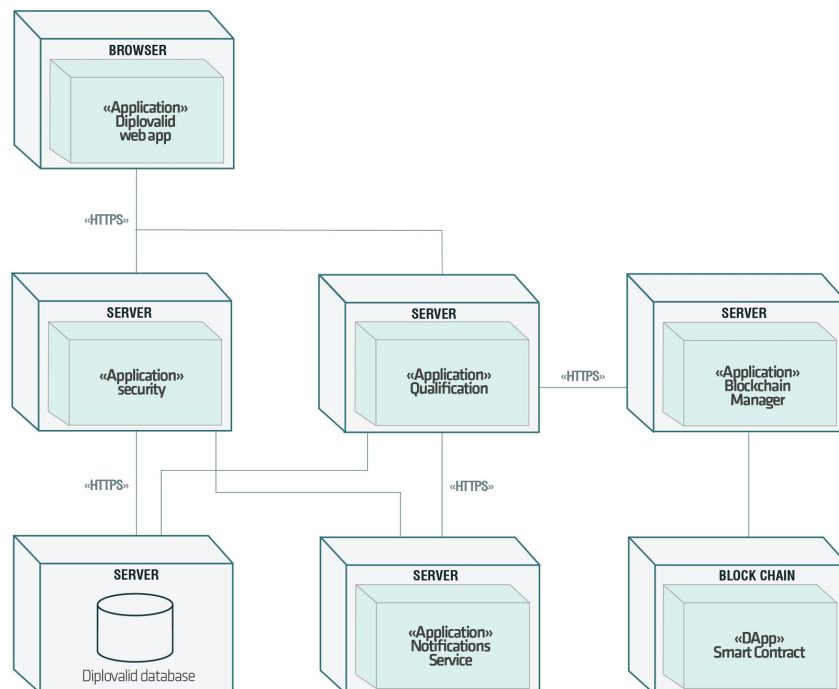 BROWSER
«Application»
Diplovalid
web app
«HTTPS»
SERVER
«Application»
security
SERVER
«Application»
Qualification
«HTTPS»
SERVER
«Application»
Blockchain
Manager
«HTTPS»
«HTTPS»
SERVER
Diplovalid database
SERVER
«Application»
Notifications
Service
BLOCK CHAIN
«DApp»
Smart Contract